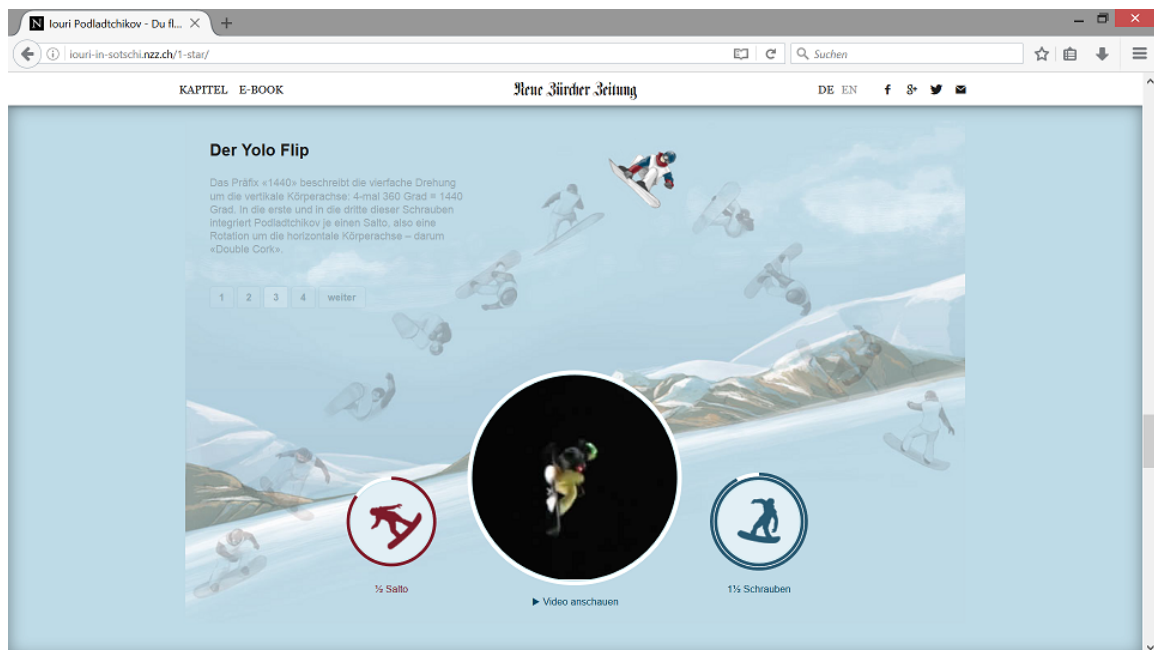 Iouri Podladtchikov - Du fl...
iouri-in-sotschi.nzz.ch/1-star/
Suchen
KAPITEL E-BOOK
Neue Zürcher Zeitung
DE EN
Der Yolo Flip
Das Präfix «1440» beschreibt die vierfache Drehung
um die vertikale Körperachse: 4-mal 360 Grad = 1440
Grad. In die erste und in die dritte dieser Schrauben
integriert Podladtchikov je einen Salto, also eine
Rotation um die horizontale Körperachse – darum
«Double Cork».
1 2 3 4 weiter
½ Salto
1½ Schrauben
Video anschauen